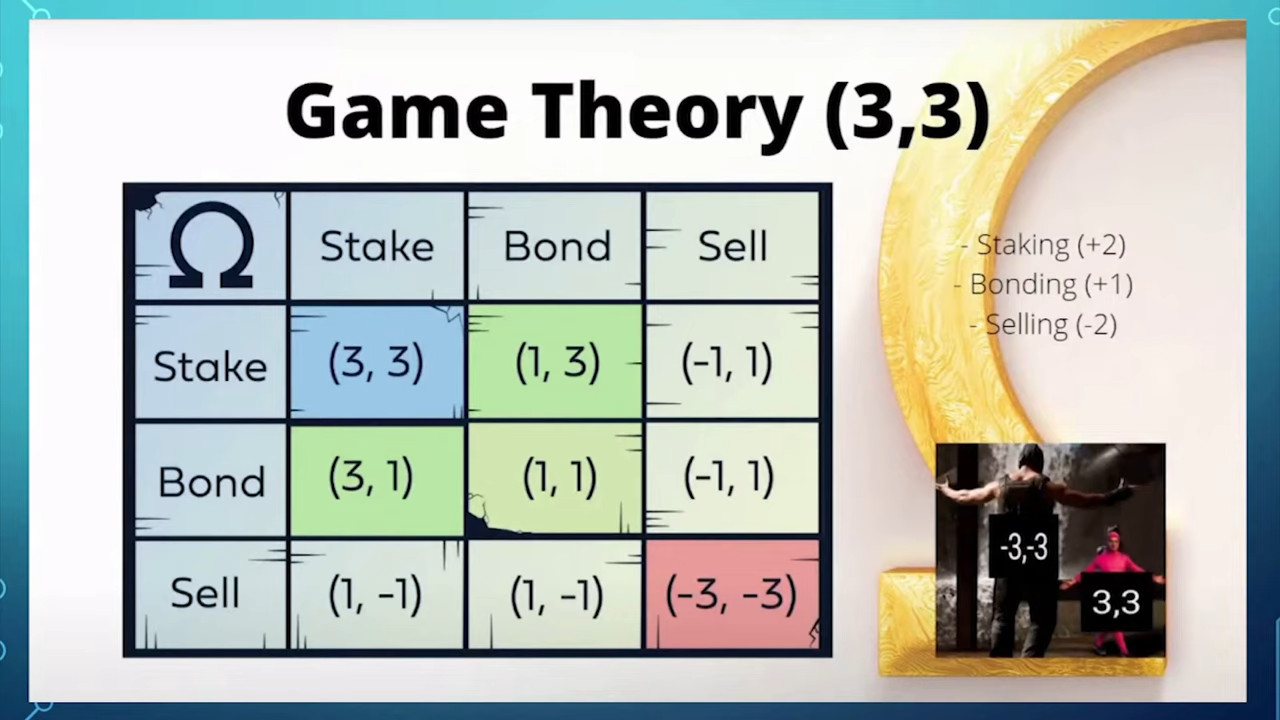 Game Theory (3,3)
Ω Stake Bond Sell
Stake (3, 3) (1, 3) (-1, 1)
Bond (3, 1) (1, 1) (-1, 1)
Sell (1, -1) (1, -1) (-3, -3)
- Staking (+2)
- Bonding (+1)
- Selling (-2)
-3,-3
3,3